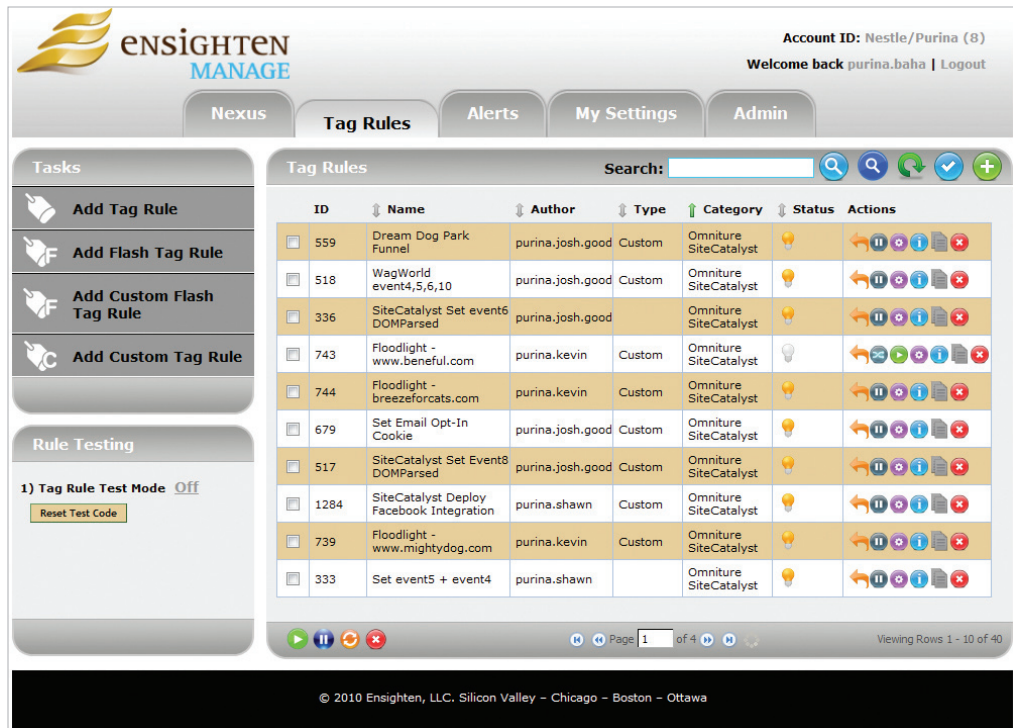 ensighten
MANAGE
Account ID: Nestle/Purina (8)
Welcome back purina.baha | Logout
Nexus
Tag Rules
Alerts
My Settings
Admin
Tasks
Add Tag Rule
F Add Flash Tag Rule
F Add Custom Flash
Tag Rule
C Add Custom Tag Rule
Rule Testing
1) Tag Rule Test Mode Off
Reset Test Code
Tag Rules Search:
ID Name Author Type Category Status Actions
559 Dream Dog Park Funnel purina.josh.good Custom Omniture SiteCatalyst
518 WagWorld event4,5,6,10 purina.josh.good Custom Omniture SiteCatalyst
336 SiteCatalyst Set event6 DOMParsed purina.josh.good Omniture SiteCatalyst
743 Floodlight - www.beneful.com purina.kevin Custom Omniture SiteCatalyst
744 Floodlight - breezeforcats.com purina.kevin Custom Omniture SiteCatalyst
679 Set Email Opt-In Cookie purina.josh.good Custom Omniture SiteCatalyst
517 SiteCatalyst Set Event8 DOMParsed purina.josh.good Custom Omniture SiteCatalyst
1284 SiteCatalyst Deploy Facebook Integration purina.shawn Custom Omniture SiteCatalyst
739 Floodlight - www.mightydog.com purina.kevin Custom Omniture SiteCatalyst
333 Set event5 + event4 purina.shawn Omniture SiteCatalyst
Page 1 of 4
Viewing Rows 1 - 10 of 40
© 2010 Ensighten, LLC. Silicon Valley – Chicago – Boston – Ottawa